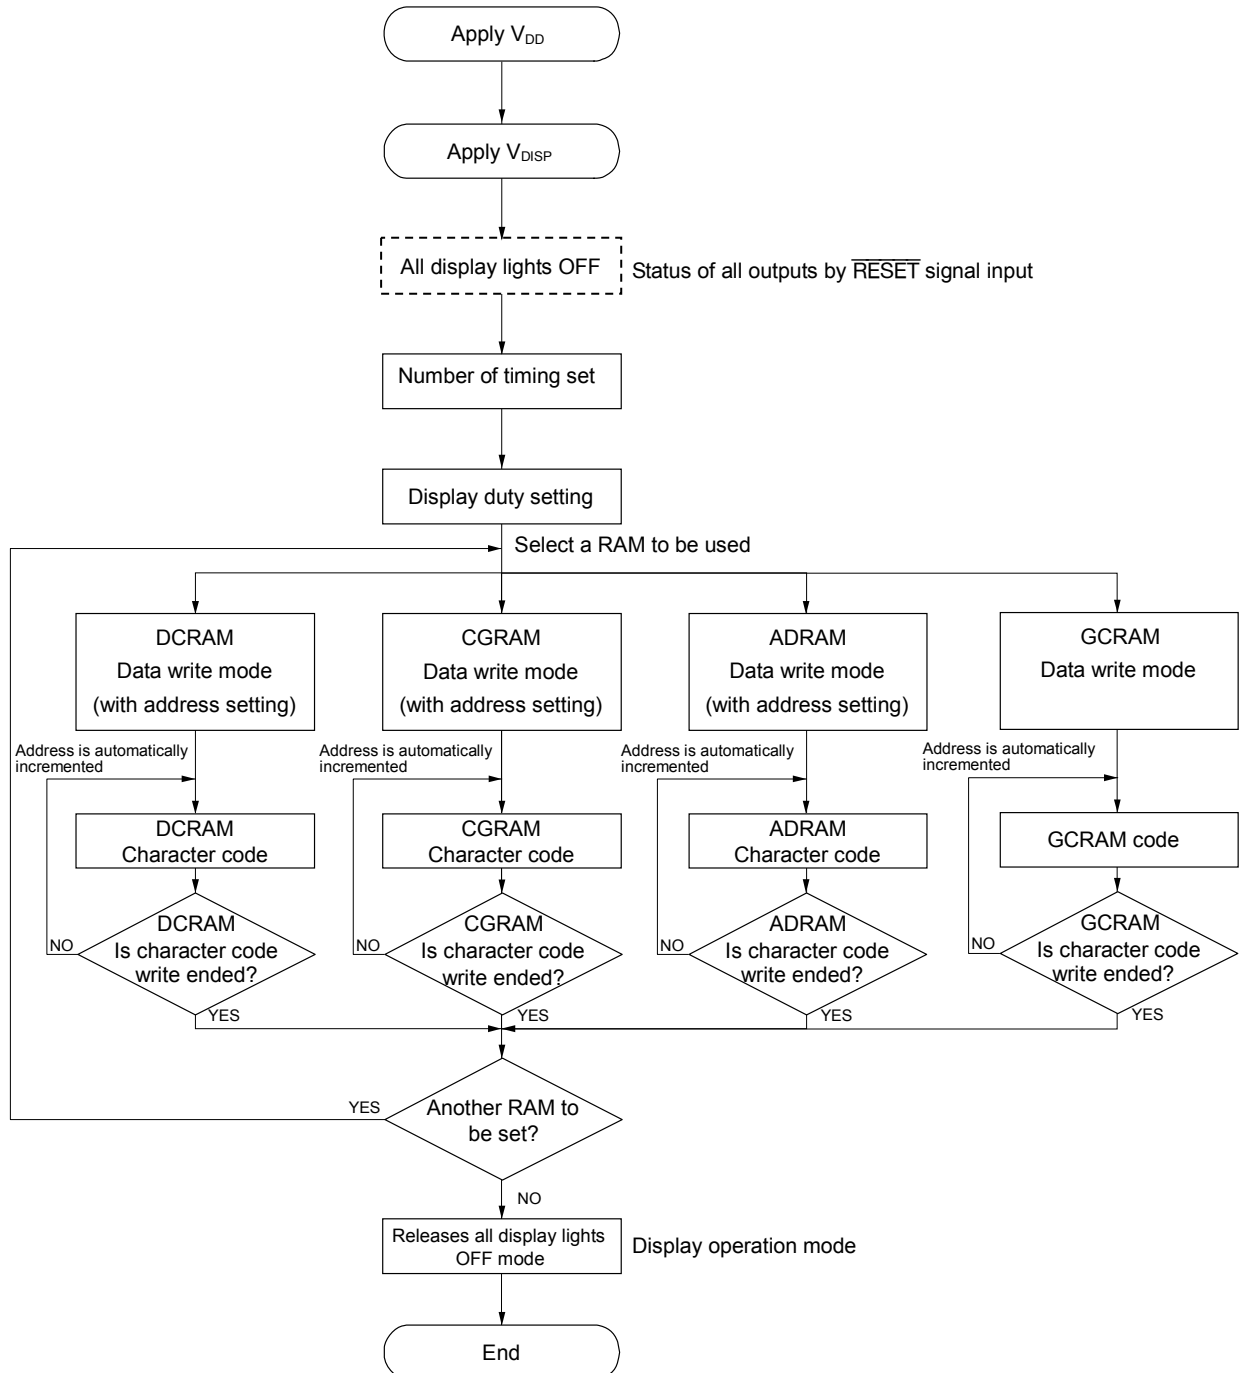 Apply VDD
Apply VDISP
All display lights OFF
Status of all outputs by RESET signal input
Number of timing set
Display duty setting
Select a RAM to be used
DCRAM
Data write mode
(with address setting)
CGRAM
Data write mode
(with address setting)
ADRAM
Data write mode
(with address setting)
GCRAM
Data write mode
Address is automatically
incremented
Address is automatically
incremented
Address is automatically
incremented
Address is automatically
incremented
DCRAM
Character code
CGRAM
Character code
ADRAM
Character code
GCRAM code
DCRAM
Is character code
write ended?
NO
YES
CGRAM
Is character code
write ended?
NO
YES
ADRAM
Is character code
write ended?
NO
YES
GCRAM
Is character code
write ended?
NO
YES
Another RAM to
be set?
YES
NO
Releases all display lights
OFF mode
Display operation mode
End